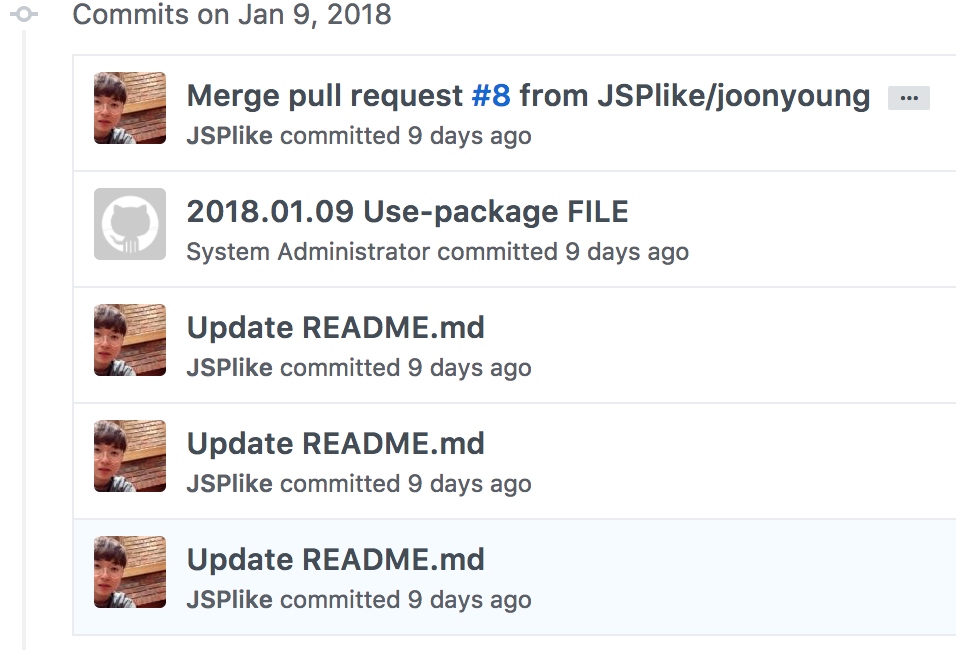 Commits on Jan 9, 2018
Merge pull request #8 from JSPlike/joonyoung ...
JSPlike committed 9 days ago
2018.01.09 Use-package FILE
System Administrator committed 9 days ago
Update README.md
JSPlike committed 9 days ago
Update README.md
JSPlike committed 9 days ago
Update README.md
JSPlike committed 9 days ago